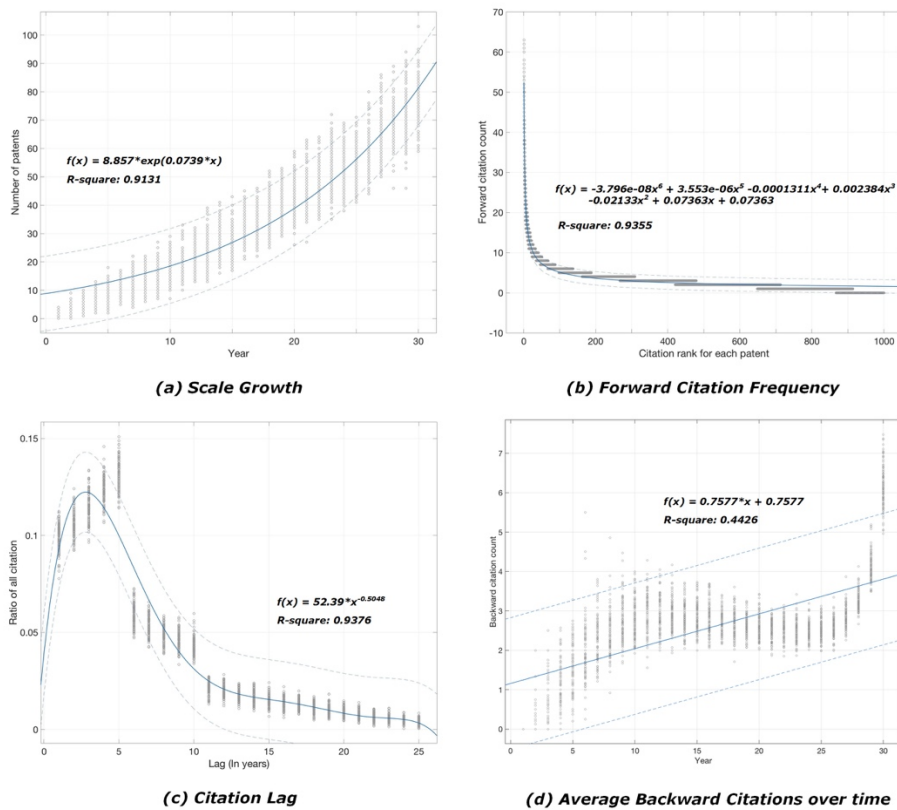 100
90
80
70
60
50
40
30
20
10
0
Number of patents
f(x) = 8.857*exp(0.0739*x)
R-square: 0.9131
0 10 20 30
Year
(a) Scale Growth
70
60
50
40
30
20
10
0
-10
Forward citation count
f(x) = -3.796e-08x⁶ + 3.553e-06x⁵ -0.0001311x⁴+ 0.002384x³
-0.02133x² + 0.07363x + 0.07363
R-square: 0.9355
0 200 400 600 800 1000
Citation rank for each patent
(b) Forward Citation Frequency
0.15
0.1
0.05
0
Ratio of all citation
f(x) = 52.39*x⁻⁰·⁵⁰⁴⁸
R-square: 0.9376
0 5 10 15 20 25
Lag (In years)
(c) Citation Lag
7
6
5
4
3
2
1
0
Backward citation count
f(x) = 0.7577*x + 0.7577
R-square: 0.4426
0 5 10 15 20 25 30
Year
(d) Average Backward Citations over time